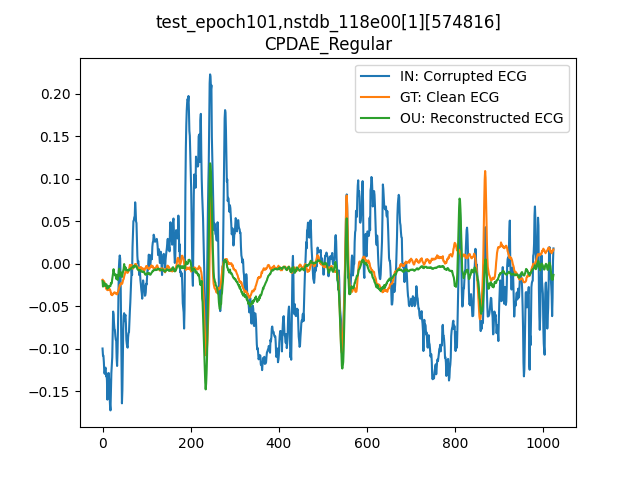 test_epoch101,nstdb_118e00[1][574816]
CPDAE_Regular
IN: Corrupted ECG
GT: Clean ECG
OU: Reconstructed ECG
0.20
0.15
0.10
0.05
0.00
−0.05
−0.10
−0.15
0 200 400 600 800 1000